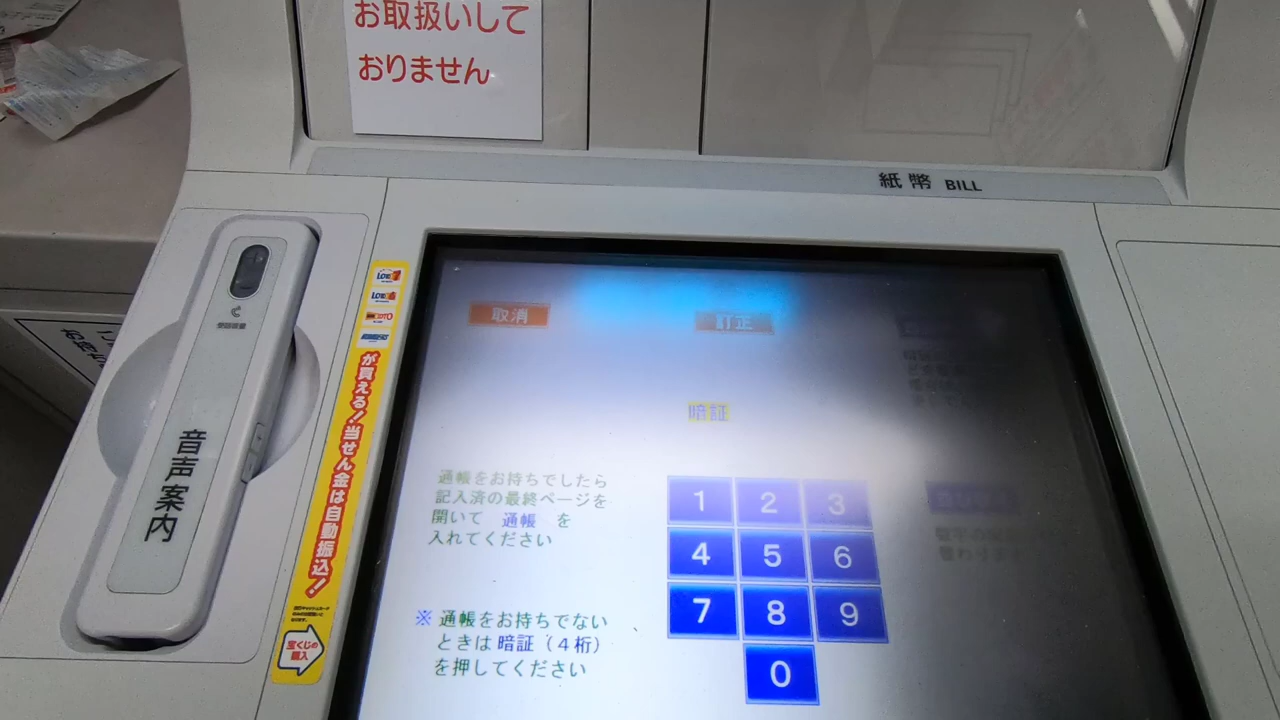 お取扱いして
おりません
紙幣 BILL
音声案内
が買える!当せん金は自動振込!
宝くじの
購入
取消
訂正
暗証
通帳をお持ちでしたら
記入済の最終ページを
開いて 通帳 を
入れてください
※ 通帳をお持ちでない
ときは 暗証(4桁)
を押してください
1 2 3
4 5 6
7 8 9
0